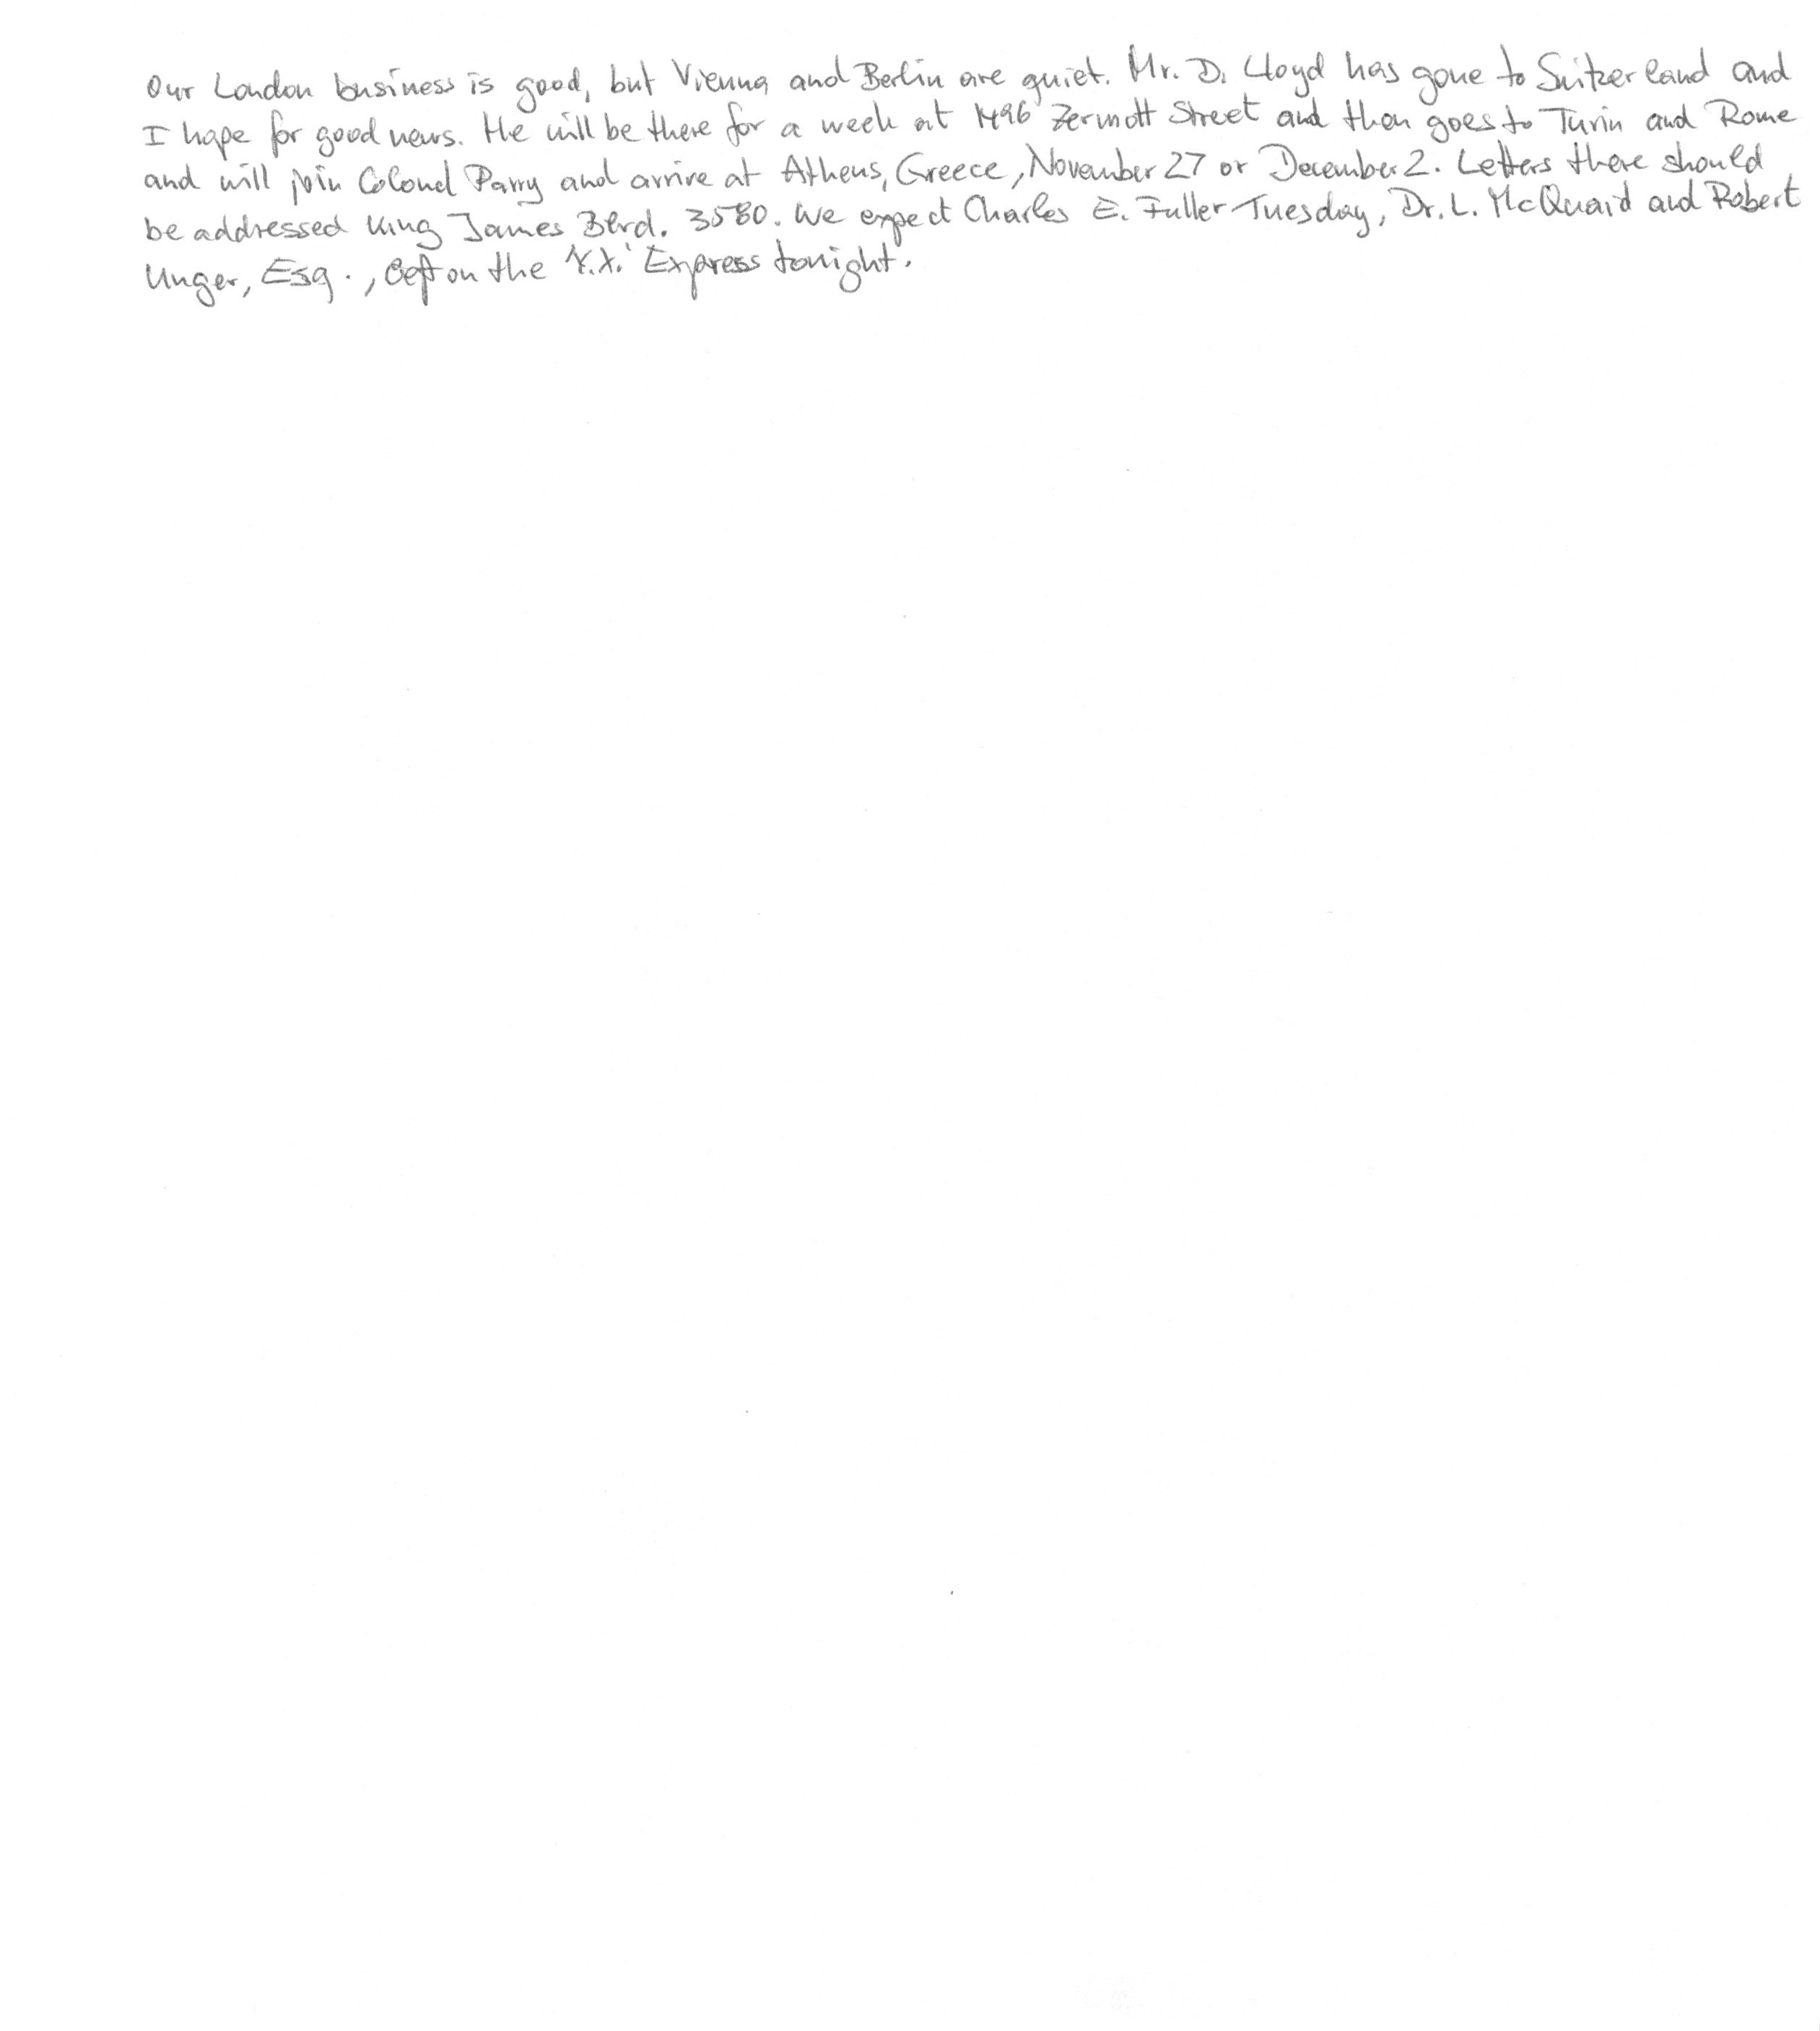 Our London business is good, but Vienna and Berlin are quiet. Mr. D. Lloyd has gone to Suitzerland and
I hope for good news. He will be there for a week at 1496 Zermott Street and then goes to Turin and Rome
and will join Colonel Parry and arrive at Athens, Greece, November 27 or December 2. Letters there should
be addressed King James Blvd. 3580. We expect Charles E. Fuller Tuesday, Dr. L. McQuaid and Robert
Unger, Esq., left on the Express tonight.